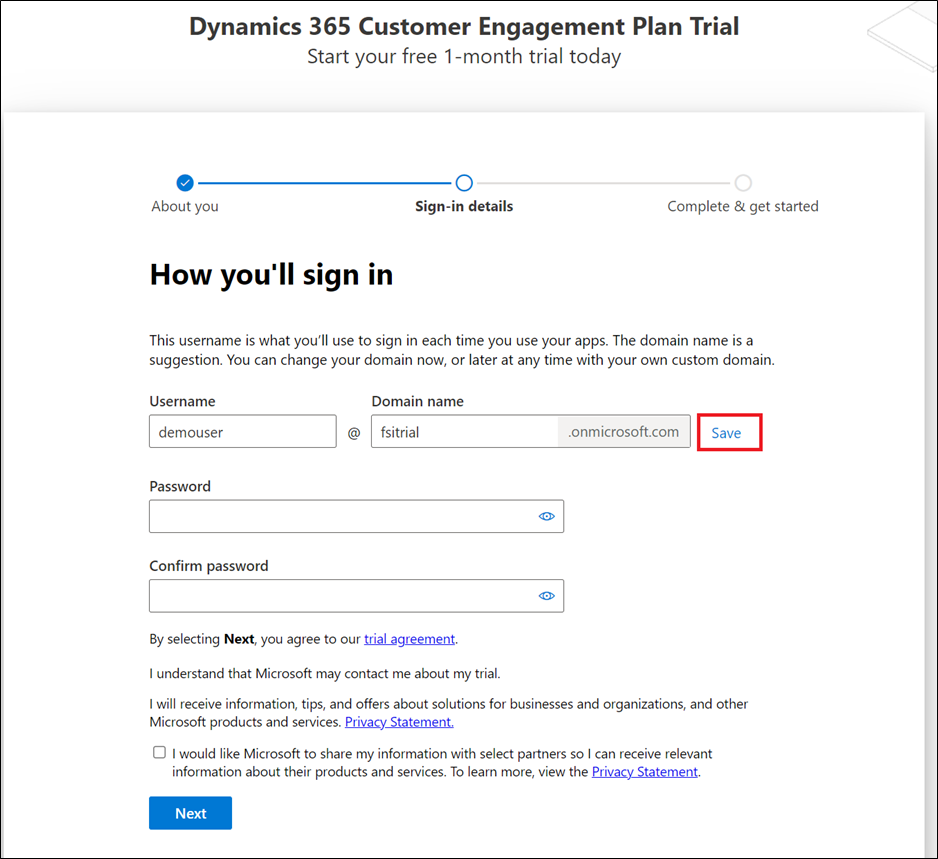 Dynamics 365 Customer Engagement Plan Trial
Start your free 1-month trial today
About you
Sign-in details
Complete & get started
How you'll sign in
This username is what you’ll use to sign in each time you use your apps. The domain name is a
suggestion. You can change your domain now, or later at any time with your own custom domain.
Username
Domain name
demouser
@
fsitrial
.onmicrosoft.com
Save
Password
Confirm password
By selecting Next, you agree to our trial agreement.
I understand that Microsoft may contact me about my trial.
I will receive information, tips, and offers about solutions for businesses and organizations, and other
Microsoft products and services. Privacy Statement.
I would like Microsoft to share my information with select partners so I can receive relevant
information about their products and services. To learn more, view the Privacy Statement.
Next